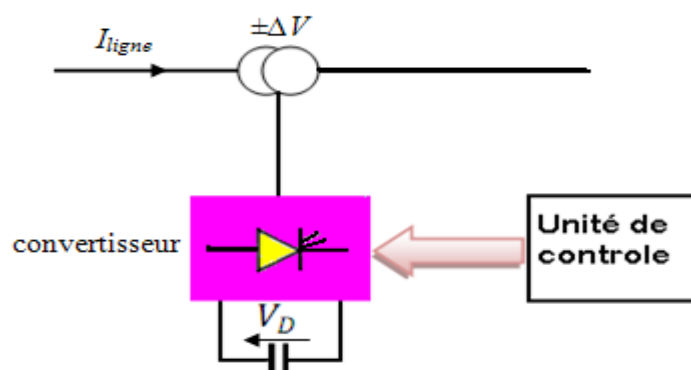 ±ΔV
I_ligne
convertisseur
Unité de
controle
V_D